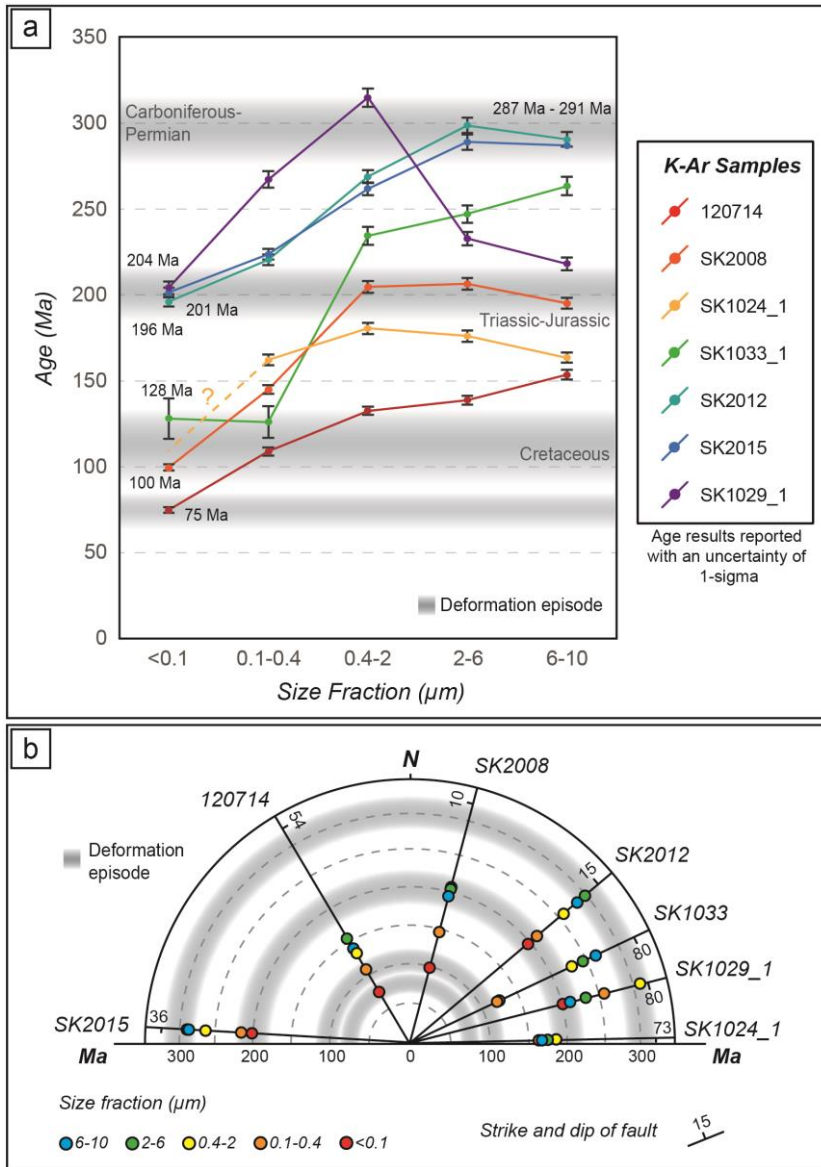 a
350
300
250
200
150
100
50
0
Age (Ma)
Carboniferous-
Permian
287 Ma - 291 Ma
204 Ma
201 Ma
196 Ma
Triassic-Jurassic
128 Ma
?
Cretaceous
100 Ma
75 Ma
Deformation episode
<0.1
0.1-0.4
0.4-2
2-6
6-10
Size Fraction (μm)
K-Ar Samples
120714
SK2008
SK1024_1
SK1033_1
SK2012
SK2015
SK1029_1
Age results reported
with an uncertainty of
1-sigma
b
N
SK2008
10
120714
54
Deformation
episode
SK2012
15
SK1033
80
SK1029_1
80
SK2015
36
SK1024_1
73
Ma
300
200
100
0
100
200
300
Ma
Size fraction (μm)
6-10
2-6
0.4-2
0.1-0.4
<0.1
Strike and dip of fault
15